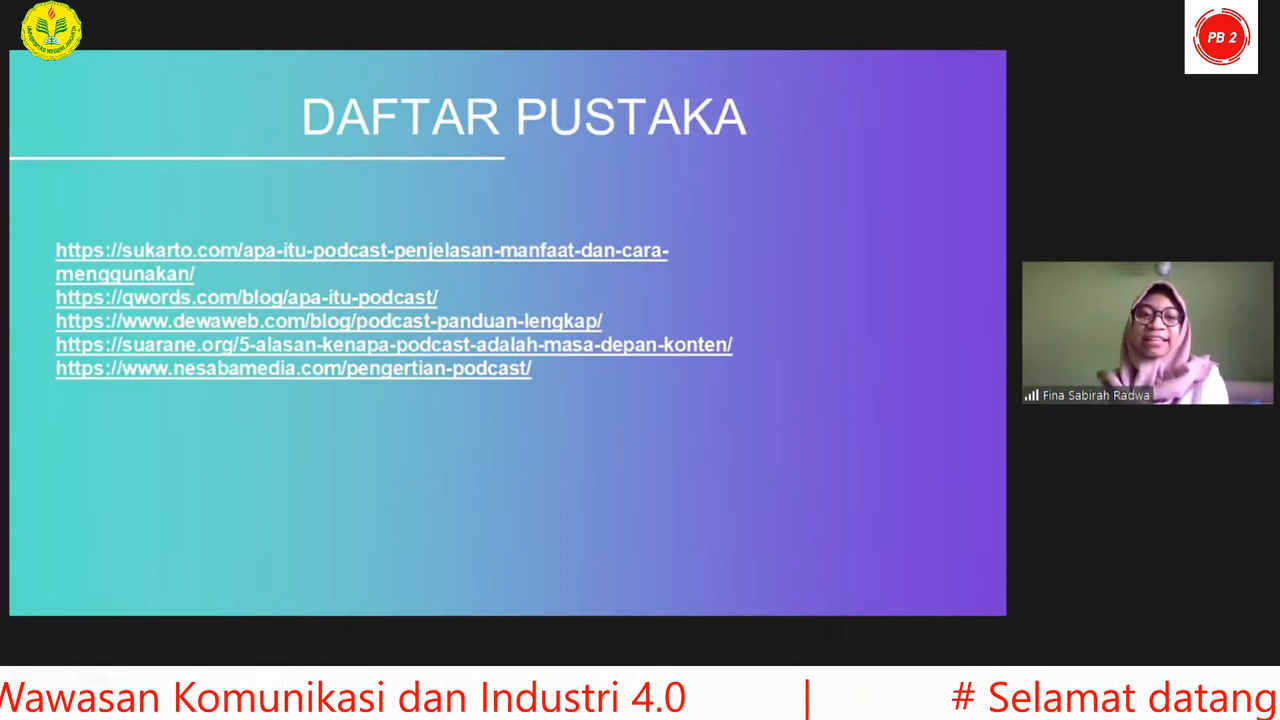 UNIVERSITAS NEGERI JAKARTA
PB 2
DAFTAR PUSTAKA
https://sukarto.com/apa-itu-podcast-penjelasan-manfaat-dan-cara-
menggunakan/
https://qwords.com/blog/apa-itu-podcast/
https://www.dewaweb.com/blog/podcast-panduan-lengkap/
https://suarane.org/5-alasan-kenapa-podcast-adalah-masa-depan-konten/
https://www.nesabamedia.com/pengertian-podcast/
Fina Sabirah Radwa
Wawasan Komunikasi dan Industri 4.0 | # Selamat datang